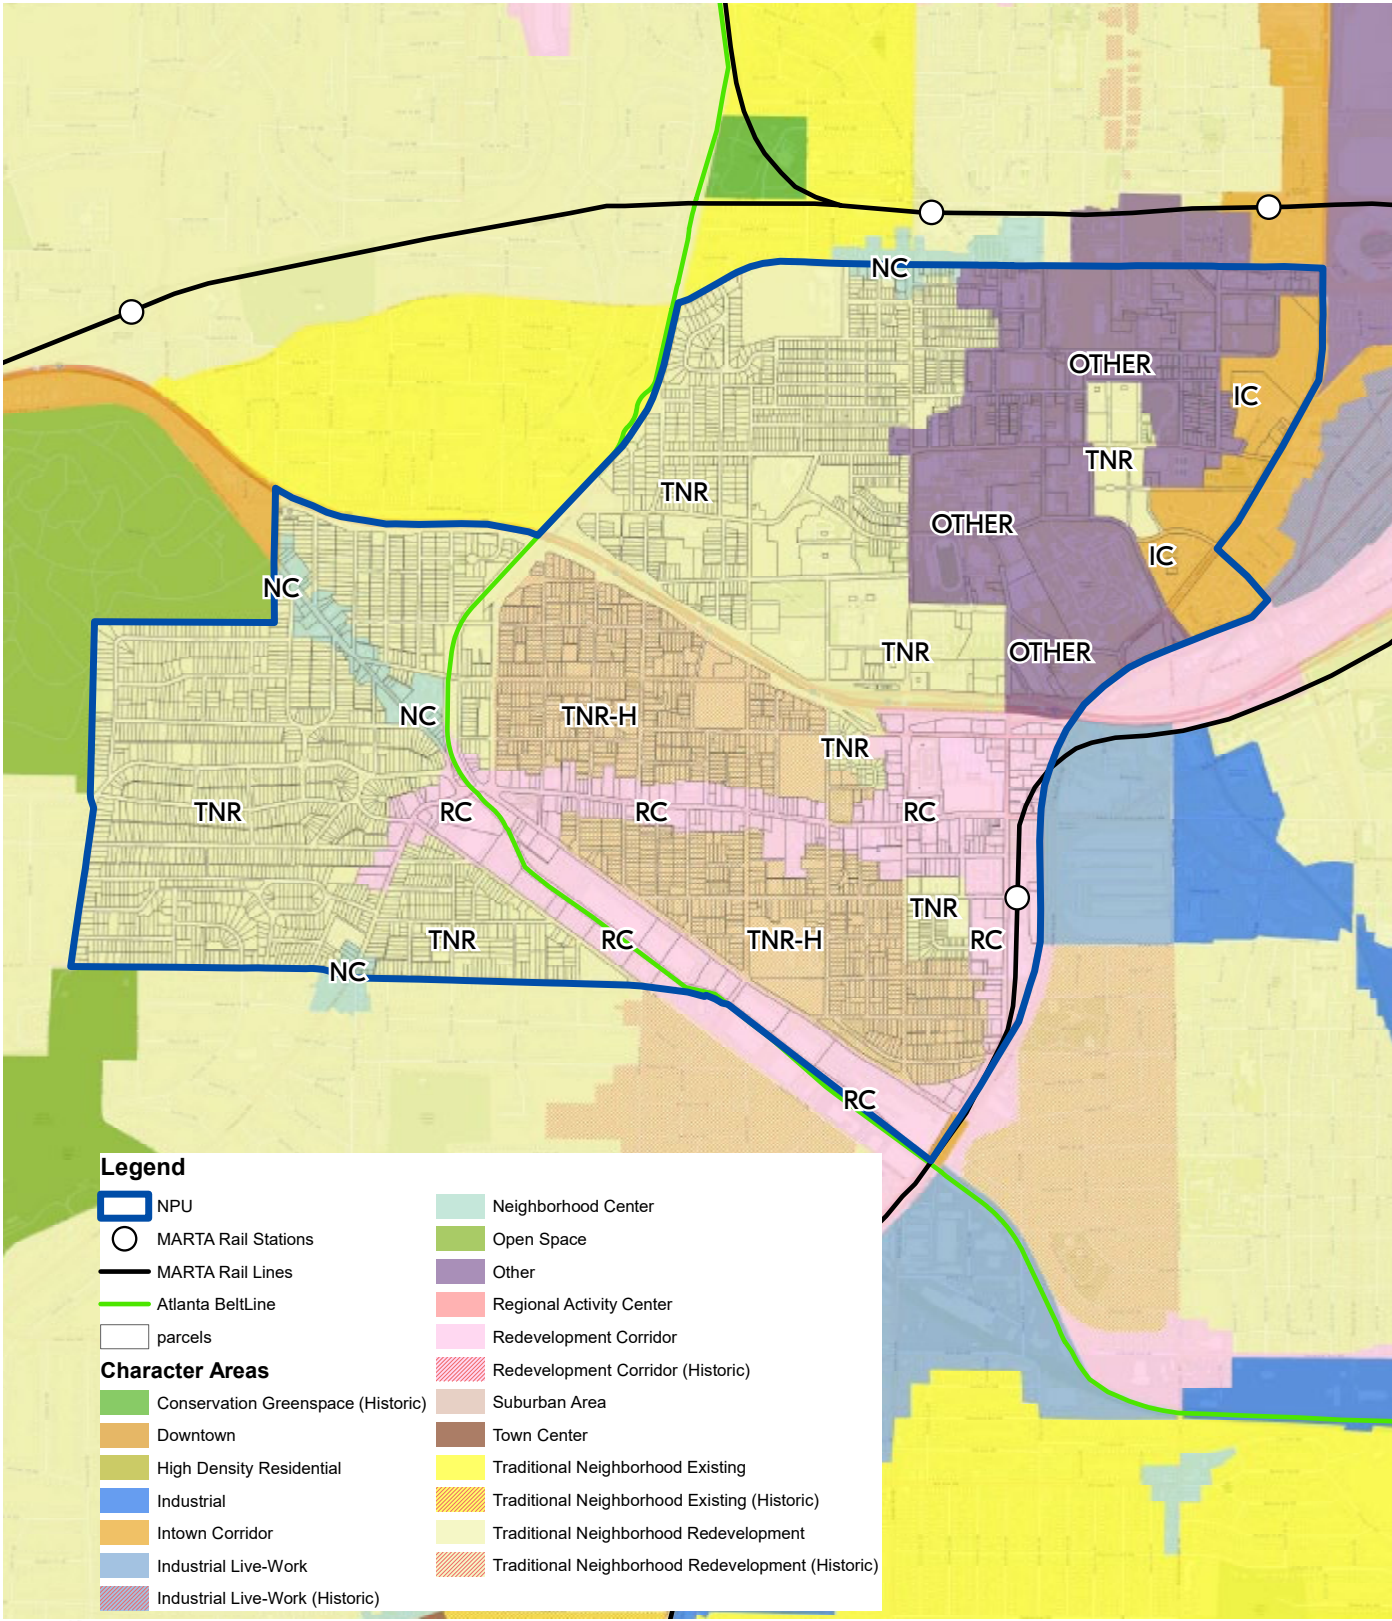 NC
OTHER
IC
TNR
TNR
OTHER
IC
NC
TNR
OTHER
NC
TNR-H
TNR
TNR
RC
RC
RC
TNR
TNR
RC
TNR-H
RC
NC
RC
Legend
NPU
MARTA Rail Stations
MARTA Rail Lines
Atlanta BeltLine
parcels
Character Areas
Conservation Greenspace (Historic)
Downtown
High Density Residential
Industrial
Intown Corridor
Industrial Live-Work
Industrial Live-Work (Historic)
Neighborhood Center
Open Space
Other
Regional Activity Center
Redevelopment Corridor
Redevelopment Corridor (Historic)
Suburban Area
Town Center
Traditional Neighborhood Existing
Traditional Neighborhood Existing (Historic)
Traditional Neighborhood Redevelopment
Traditional Neighborhood Redevelopment (Historic)